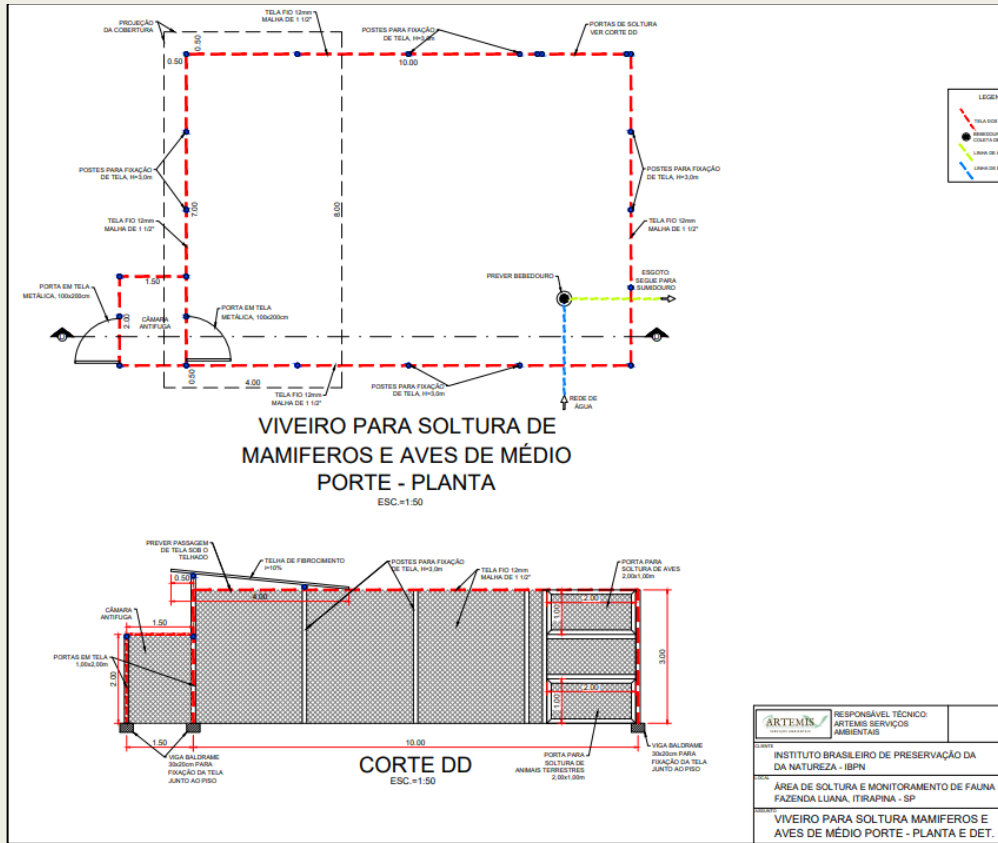 PROJEÇÃO
DA COBERTURA
TELA FIO 12mm
MALHA DE 1 1/2"
POSTES PARA FIXAÇÃO
DE TELA, H=3,0m
PORTAS DE SOLTURA
VER CORTE DD
0.50
0.50
10.00
POSTES PARA FIXAÇÃO
DE TELA, H=3,0m
POSTES PARA FIXAÇÃO
DE TELA, H=3,0m
7.00
8.00
TELA FIO 12mm
MALHA DE 1 1/2"
TELA FIO 12mm
MALHA DE 1 1/2"
1.50
PREVER BEBEDOURO
ESGOTO:
SEGUE PARA
SUMIDOURO
PORTA EM TELA
METÁLICA, 100x200cm
PORTA EM TELA
METÁLICA, 100x200cm
2.00
CÂMARA
ANTIFUGA
0.50
4.00
TELA FIO 12mm
MALHA DE 1 1/2"
POSTES PARA FIXAÇÃO
DE TELA, H=3,0m
REDE DE
ÁGUA
VIVEIRO PARA SOLTURA DE
MAMIFEROS E AVES DE MÉDIO
PORTE - PLANTA
ESC.=1:50
PREVER PASSAGEM
DE TELA SOB O
TELHADO
TELHA DE FIBROCIMENTO
i=10%
POSTES PARA FIXAÇÃO
DE TELA, H=3,0m
TELA FIO 12mm
MALHA DE 1 1/2"
PORTA PARA
SOLTURA DE AVES
2,00x1,00m
0.50
4.00
2.00
1.00
CÂMARA
ANTIFUGA
1.50
PORTAS EM TELA
1,00x2,00m
2.00
3.00
2.00
1.00
1.50
10.00
VIGA BALDRAME
30x20cm PARA
FIXAÇÃO DA TELA
JUNTO AO PISO
CORTE DD
ESC.=1:50
PORTA PARA
SOLTURA DE
ANIMAIS TERRESTRES
2,00x1,00m
VIGA BALDRAME
30x20cm PARA
FIXAÇÃO DA TELA
JUNTO AO PISO
ARTEMIS
RESPONSÁVEL TÉCNICO:
ARTEMIS SERVIÇOS
AMBIENTAIS
INSTITUTO BRASILEIRO DE PRESERVAÇÃO DA
DA NATUREZA - IBPN
ÁREA DE SOLTURA E MONITORAMENTO DE FAUNA
FAZENDA LUANA, ITIRAPINA - SP
VIVEIRO PARA SOLTURA MAMIFEROS E
AVES DE MÉDIO PORTE - PLANTA E DET.